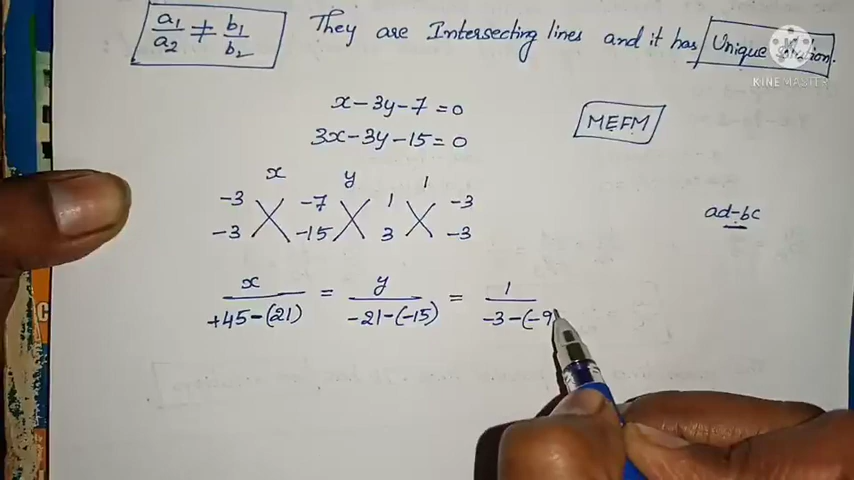 a₁/a₂ ≠ b₁/b₂ They are Intersecting lines and it has Unique Solution.
KINEMASTER
x - 3y - 7 = 0
MEFM
3x - 3y - 15 = 0
x y 1
-3 -7 1 -3
-3 -15 3 -3
ad-bc
x/+45-(21) = y/-21-(-15) = 1/-3-(-9